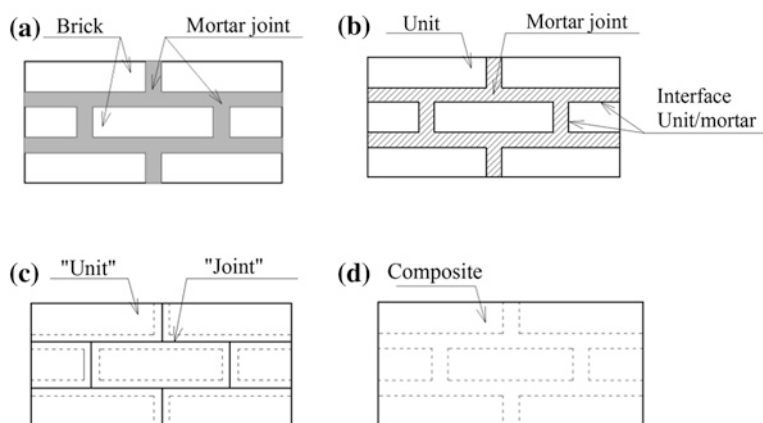 (a)
Brick
Mortar joint
(b)
Unit
Mortar joint
Interface
Unit/mortar
(c)
"Unit"
"Joint"
(d)
Composite